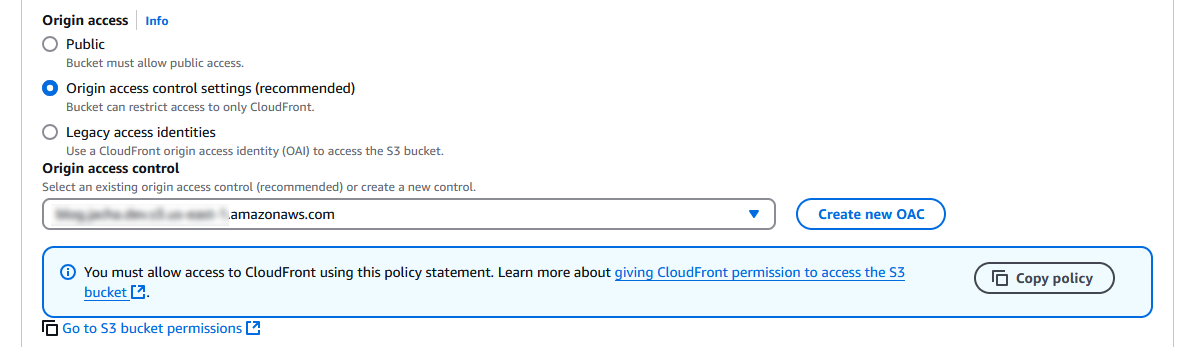 Origin access Info
Public
Bucket must allow public access.
Origin access control settings (recommended)
Bucket can restrict access to only CloudFront.
Legacy access identities
Use a CloudFront origin access identity (OAI) to access the S3 bucket.
Origin access control
Select an existing origin access control (recommended) or create a new control.
.amazonaws.com
Create new OAC
You must allow access to CloudFront using this policy statement. Learn more about giving CloudFront permission to access the S3
bucket.
Copy policy
Go to S3 bucket permissions